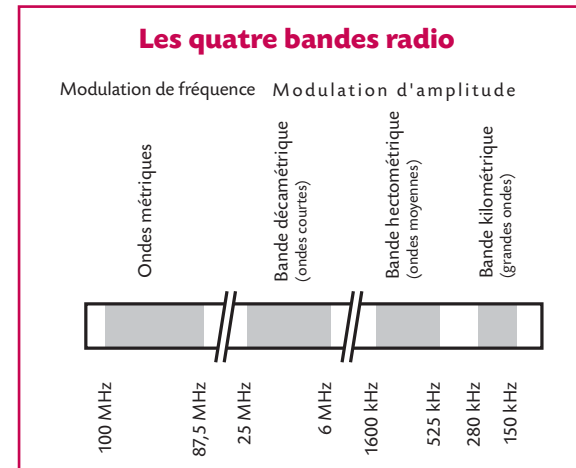 Les quatre bandes radio
Modulation de fréquence
Modulation d'amplitude
Ondes métriques
Bande décamétrique
(ondes courtes)
Bande hectométrique
(ondes moyennes)
Bande kilométrique
(grandes ondes)
100 MHz
87,5 MHz
25 MHz
6 MHz
1600 kHz
525 kHz
280 kHz
150 kHz